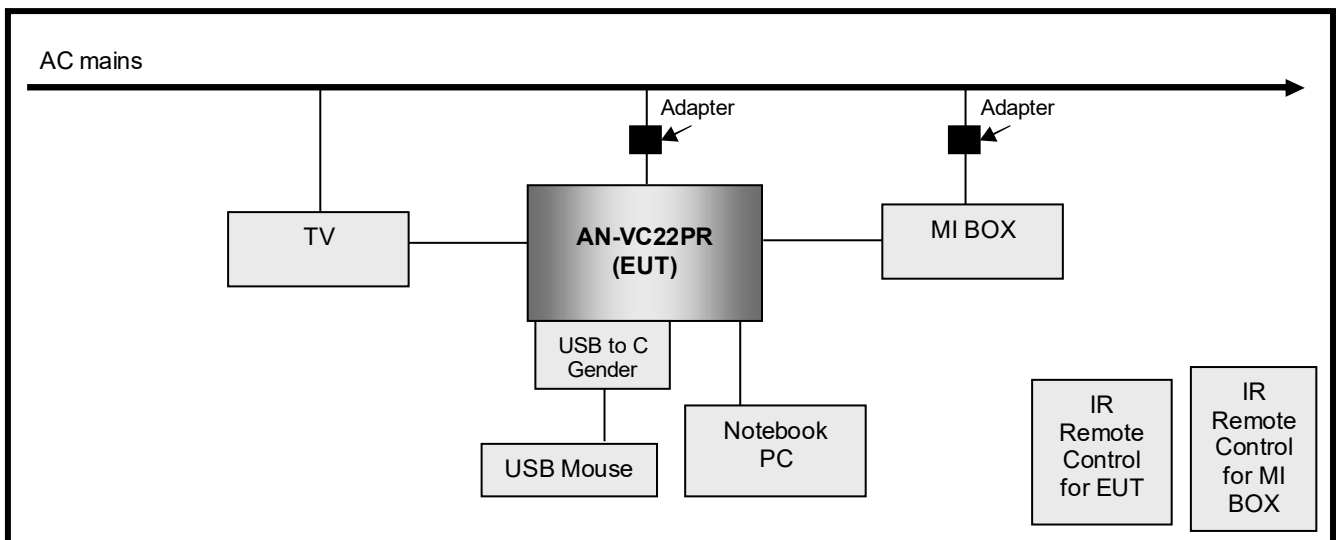 AC mains
Adapter
Adapter
TV
AN-VC22PR
(EUT)
MI BOX
USB to C
Gender
USB Mouse
Notebook
PC
IR
Remote
Control
for EUT
IR
Remote
Control
for MI
BOX